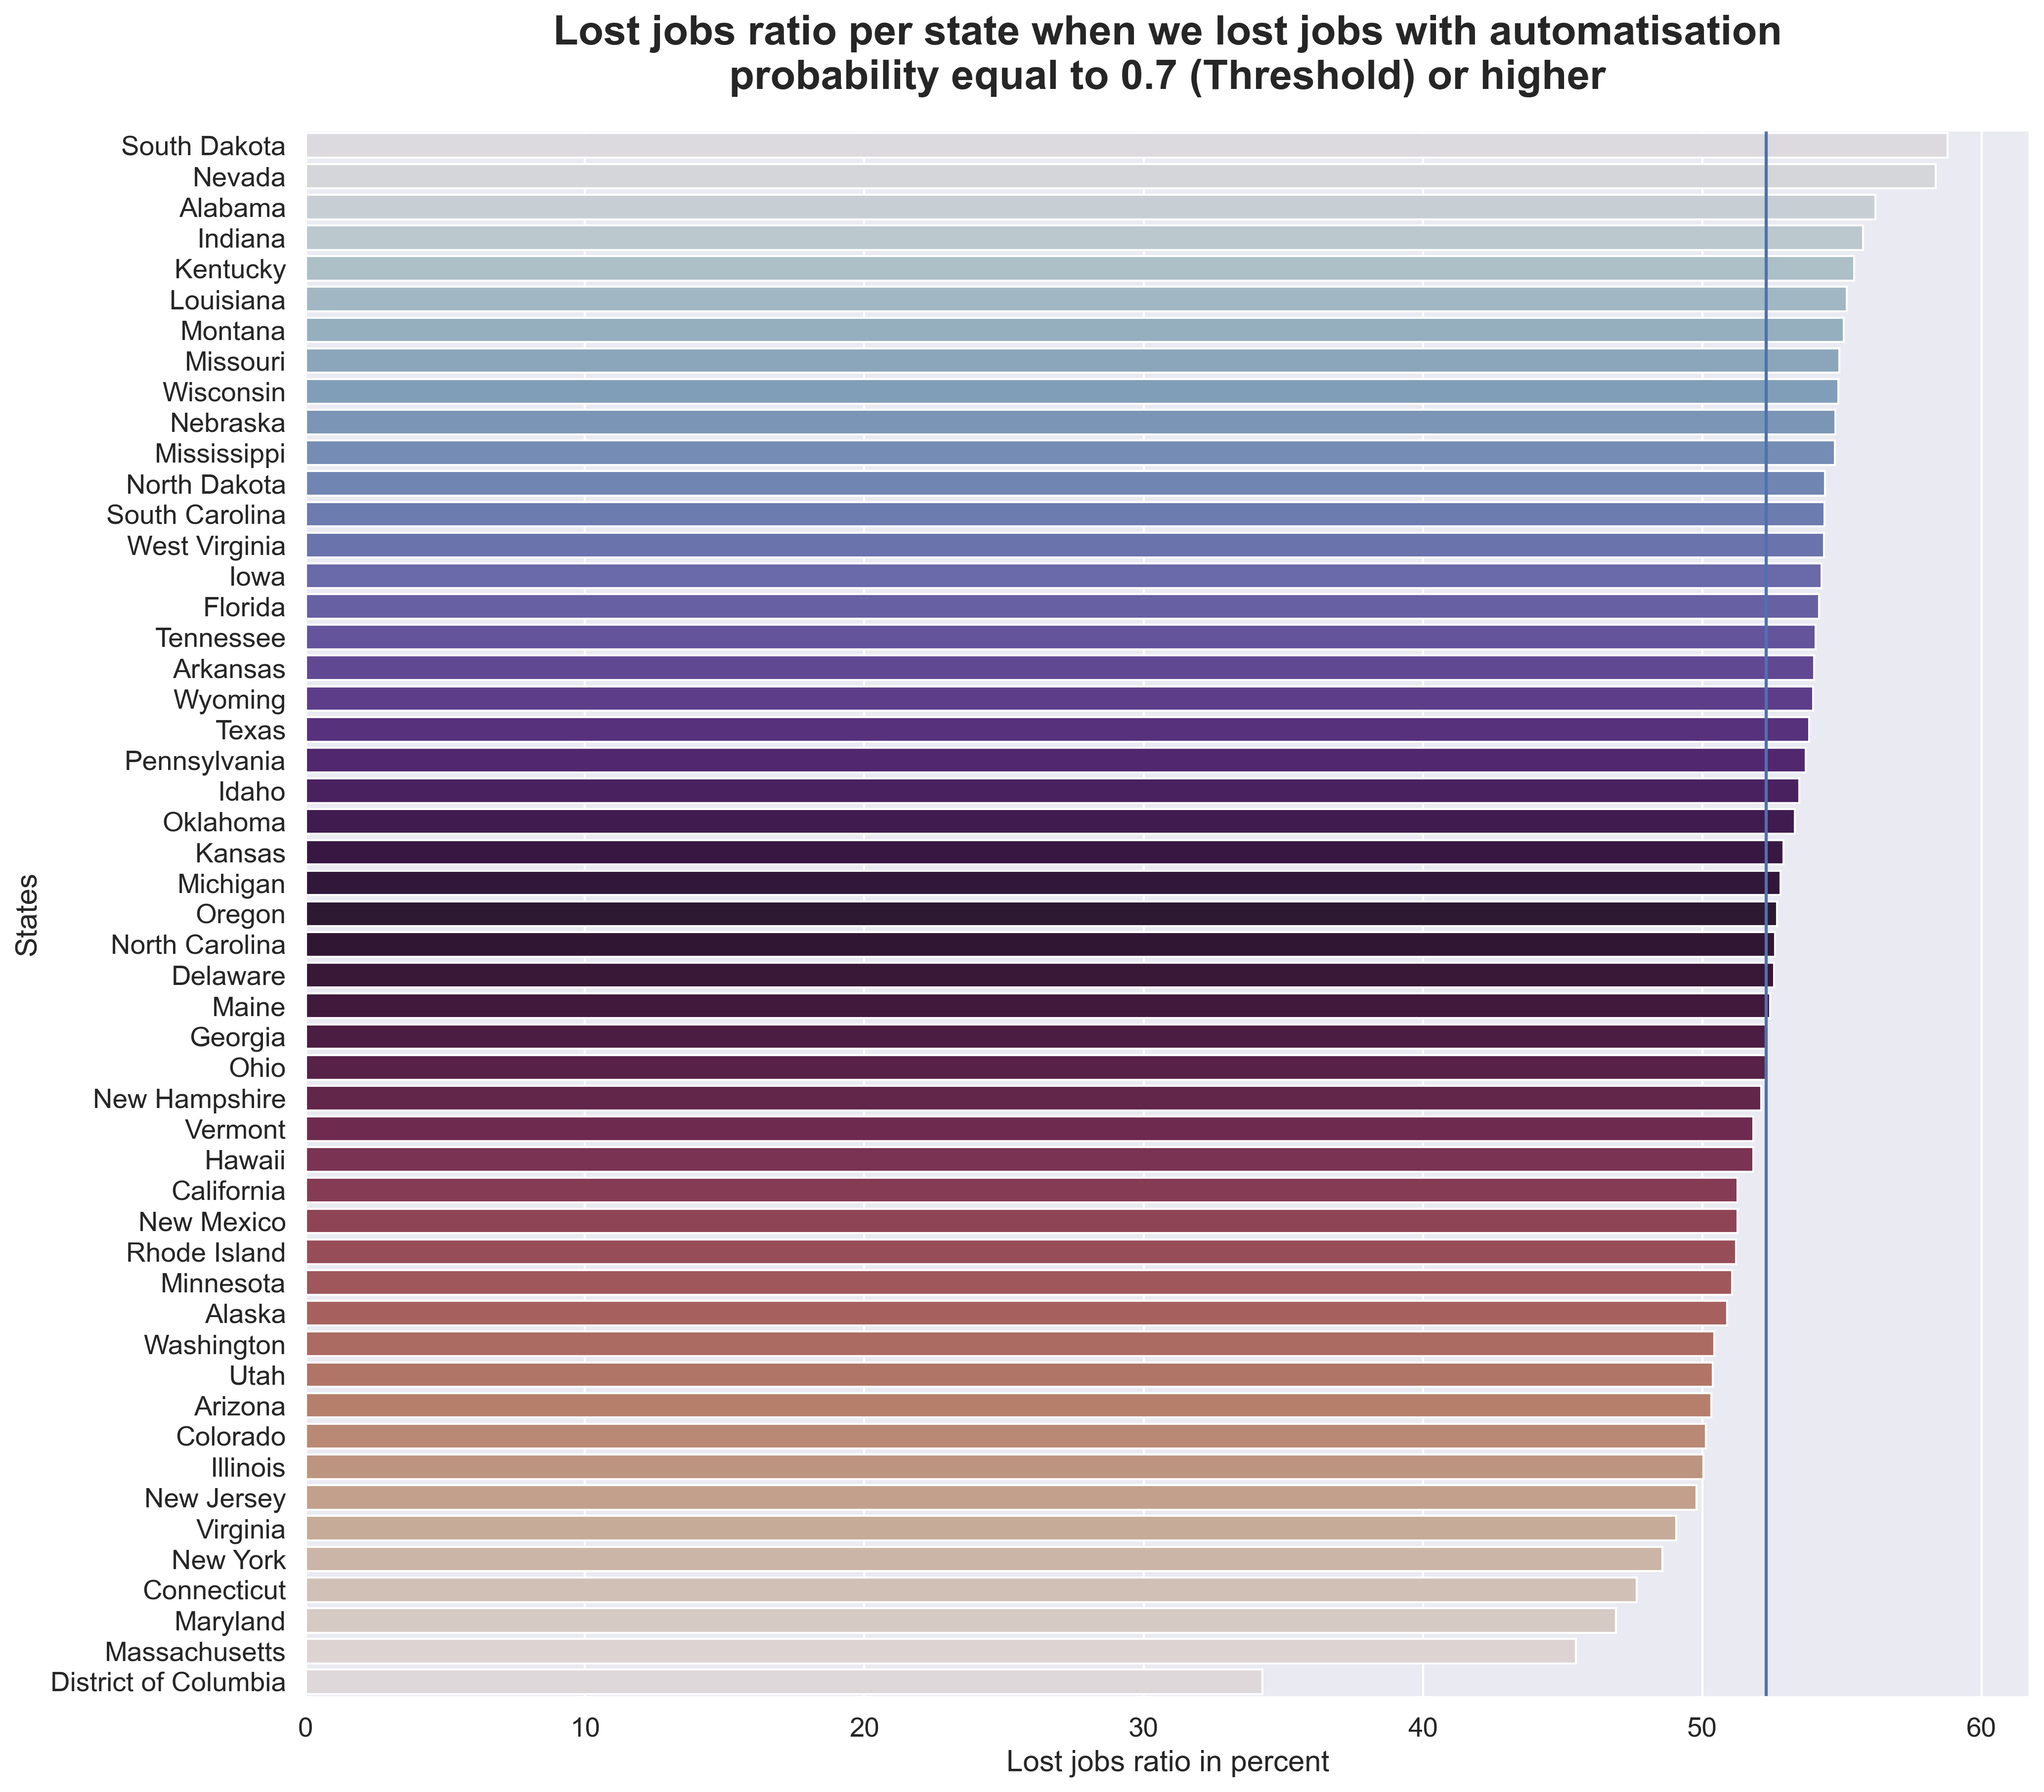 Lost jobs ratio per state when we lost jobs with automatisation
probability equal to 0.7 (Threshold) or higher
States
South Dakota
Nevada
Alabama
Indiana
Kentucky
Louisiana
Montana
Missouri
Wisconsin
Nebraska
Mississippi
North Dakota
South Carolina
West Virginia
Iowa
Florida
Tennessee
Arkansas
Wyoming
Texas
Pennsylvania
Idaho
Oklahoma
Kansas
Michigan
Oregon
North Carolina
Delaware
Maine
Georgia
Ohio
New Hampshire
Vermont
Hawaii
California
New Mexico
Rhode Island
Minnesota
Alaska
Washington
Utah
Arizona
Colorado
Illinois
New Jersey
Virginia
New York
Connecticut
Maryland
Massachusetts
District of Columbia
0 10 20 30 40 50 60
Lost jobs ratio in percent